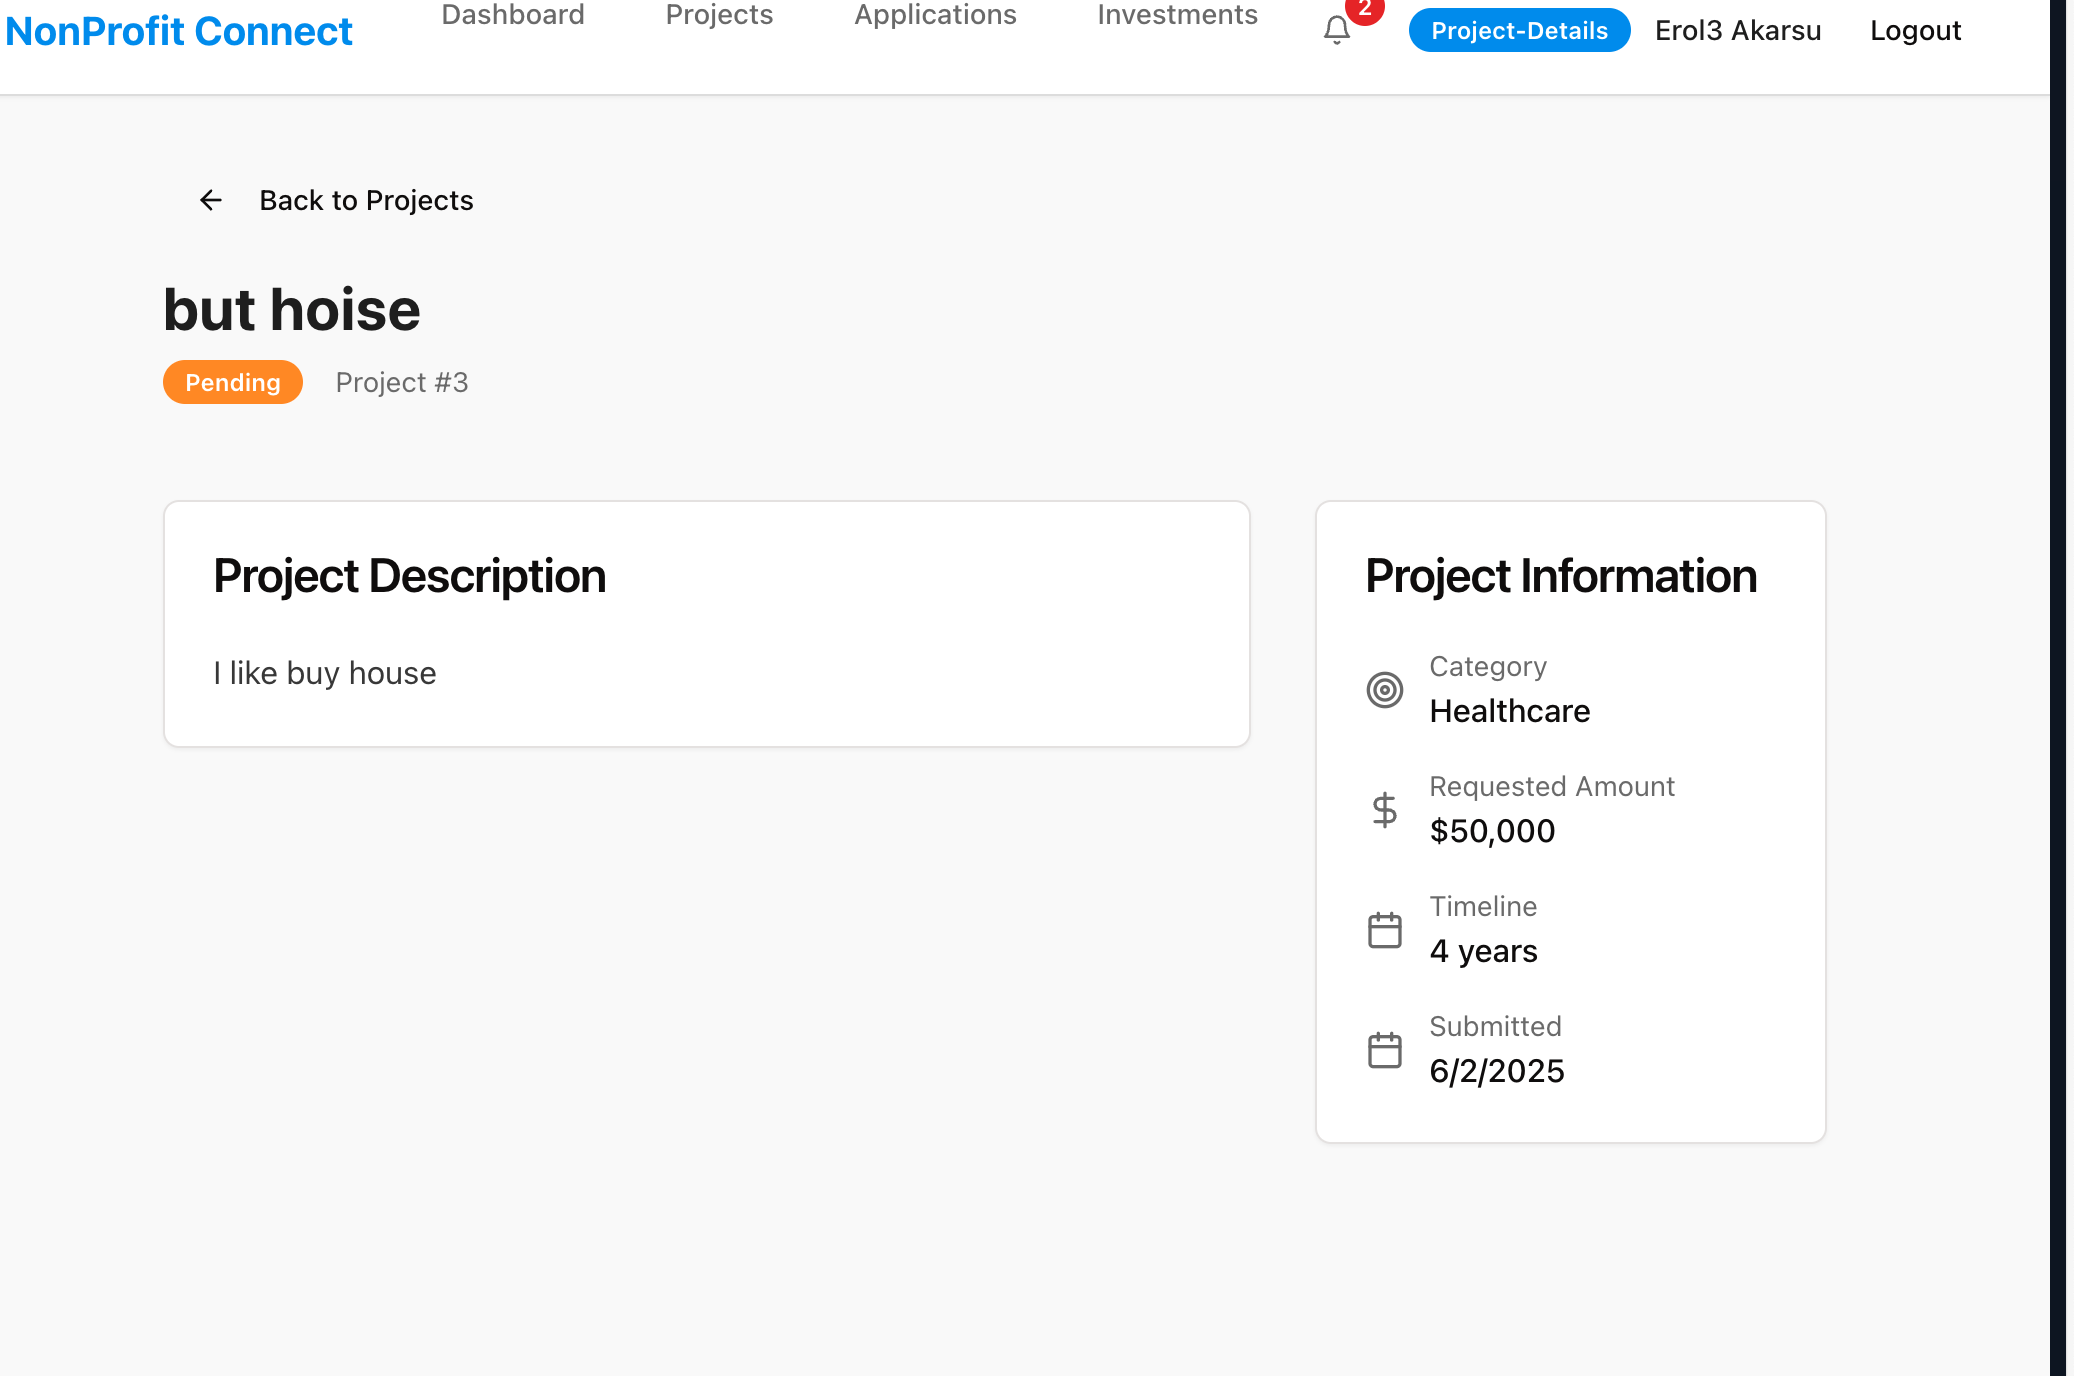 NonProfit Connect
Dashboard
Projects
Applications
Investments
2
Project-Details
Erol3 Akarsu
Logout
Back to Projects
but hoise
Pending
Project #3
Project Description
I like buy house
Project Information
Category
Healthcare
Requested Amount
$50,000
Timeline
4 years
Submitted
6/2/2025